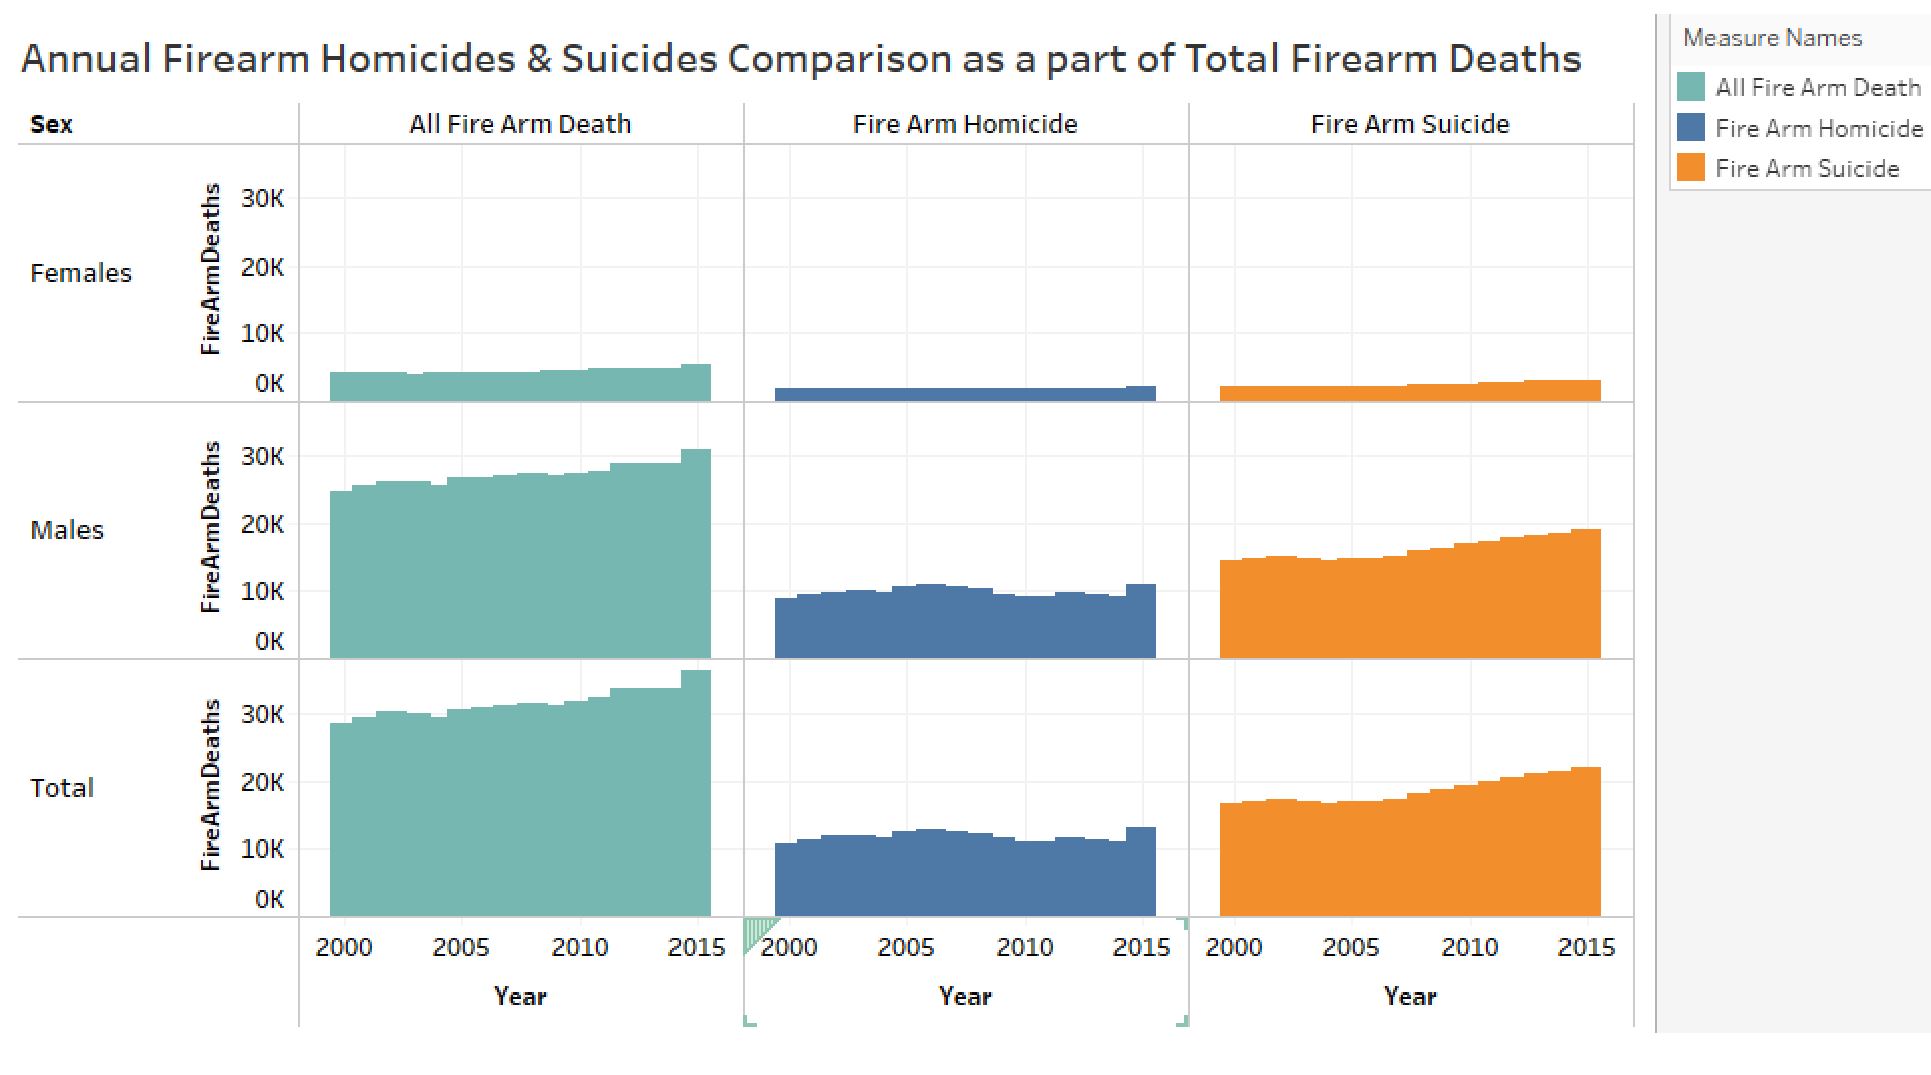 Annual Firearm Homicides & Suicides Comparison as a part of Total Firearm Deaths
Sex
All Fire Arm Death
Fire Arm Homicide
Fire Arm Suicide
Females
FireArmDeaths
30K
20K
10K
0K
Males
FireArmDeaths
30K
20K
10K
0K
Total
FireArmDeaths
30K
20K
10K
0K
2000 2005 2010 2015
2000 2005 2010 2015
2000 2005 2010 2015
Year
Year
Year
Measure Names
All Fire Arm Death
Fire Arm Homicide
Fire Arm Suicide